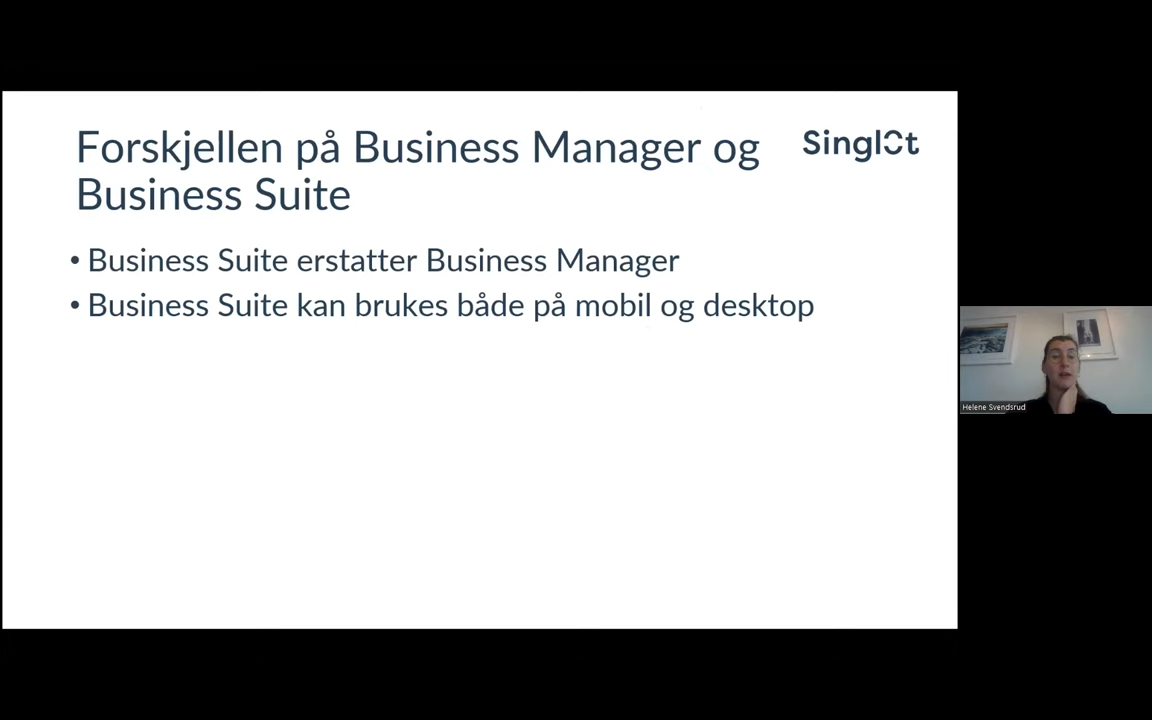 Forskjellen på Business Manager og
Business Suite
Singlot
• Business Suite erstatter Business Manager
• Business Suite kan brukes både på mobil og desktop
Helene Svendsrud